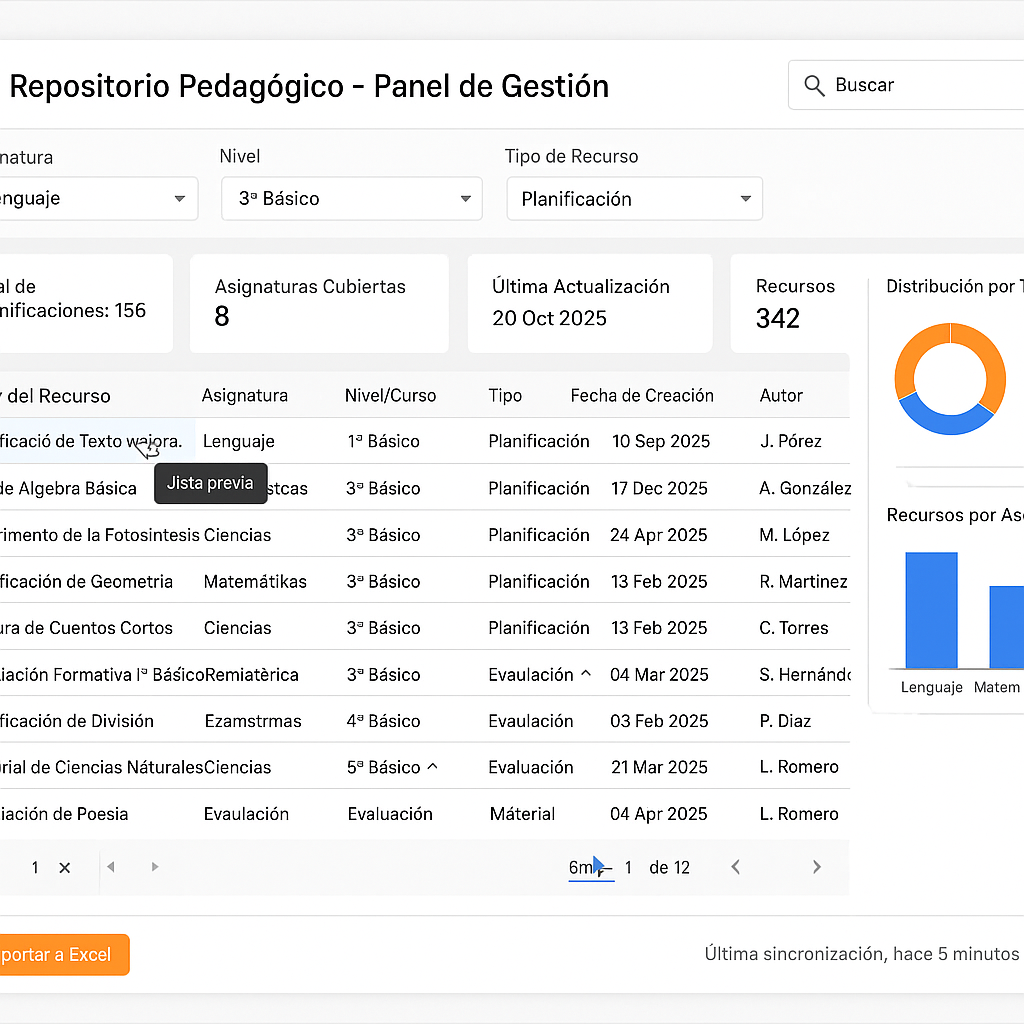 Repositorio Pedagógico - Panel de Gestión
Buscar
natura
Nivel
Tipo de Recurso
enguaje
3ª Básico
Planificación
al de
nificaciones: 156
Asignaturas Cubiertas
8
Última Actualización
20 Oct 2025
Recursos
342
Distribución por T
del Recurso Asignatura Nivel/Curso Tipo Fecha de Creación Autor
ficació de Texto wajora. Lenguaje 1ª Básico Planificación 10 Sep 2025 J. Pórez
Jista previa
de Algebra Básica stcas 3ª Básico Planificación 17 Dec 2025 A. González
rimento de la Fotosintesis Ciencias 3ª Básico Planificación 24 Apr 2025 M. López
ficación de Geometria Matemátikas 3ª Básico Planificación 13 Feb 2025 R. Martinez
ura de Cuentos Cortos Ciencias 3ª Básico Planificación 13 Feb 2025 C. Torres
iación Formativa lª Básico Remiatèrica 3ª Básico Evaulación ^ 04 Mar 2025 S. Hernánd
ficación de División Ezamstrmas 4ª Básico Evaulación 03 Feb 2025 P. Diaz
rial de Ciencias Náturales Ciencias 5ª Básico ^ Evaluación 21 Mar 2025 L. Romero
iación de Poesia Evaulación Evaluación Máterial 04 Apr 2025 L. Romero
Recursos por As
Lenguaje Matem
1 × 6m 1 de 12
portar a Excel
Última sincronización, hace 5 minutos